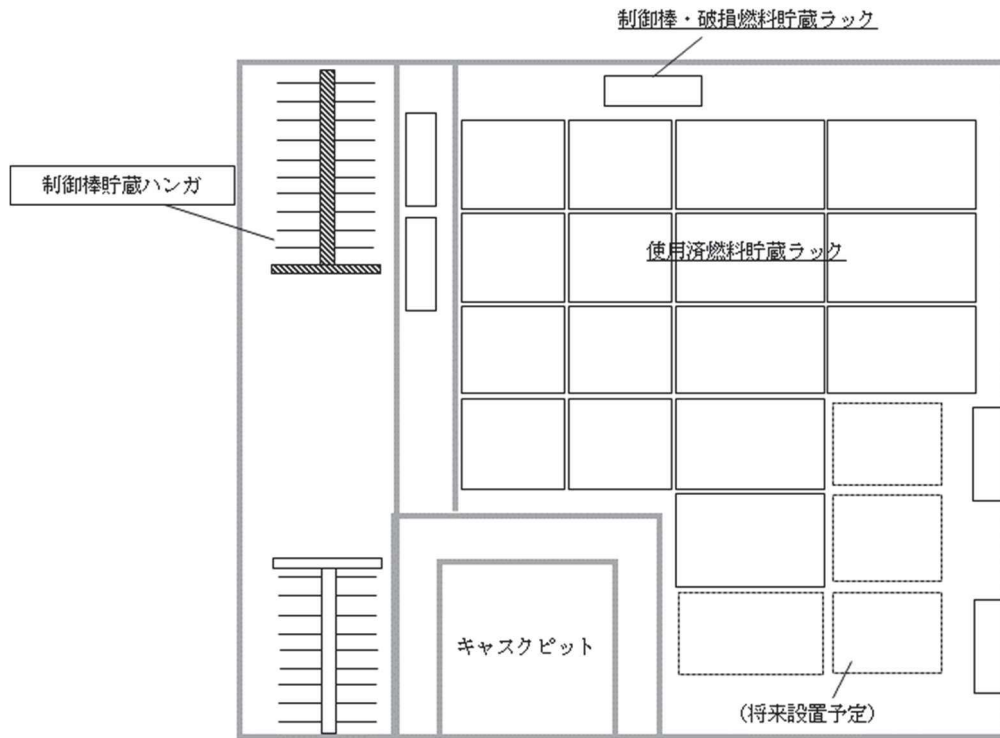 制御棒・破損燃料貯蔵ラック
制御棒貯蔵ハンガ
使用済燃料貯蔵ラック
キャスクピット
(将来設置予定)